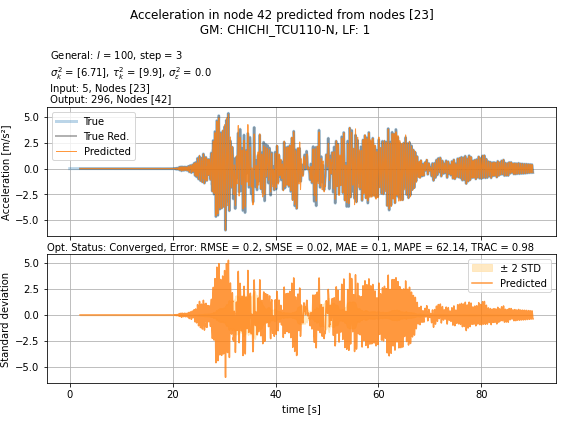 Acceleration in node 42 predicted from nodes [23]
GM: CHICHI_TCU110-N, LF: 1
General: l = 100, step = 3
σ²ₖ = [6.71], τ²ₖ = [9.9], σ²_ε = 0.0
Input: 5, Nodes [23]
Output: 296, Nodes [42]
Acceleration [m/s²]
5.0
2.5
0.0
−2.5
−5.0
True
True Red.
Predicted
Opt. Status: Converged, Error: RMSE = 0.2, SMSE = 0.02, MAE = 0.1, MAPE = 62.14, TRAC = 0.98
Standard deviation
5.0
2.5
0.0
−2.5
−5.0
± 2 STD
Predicted
0 20 40 60 80
time [s]